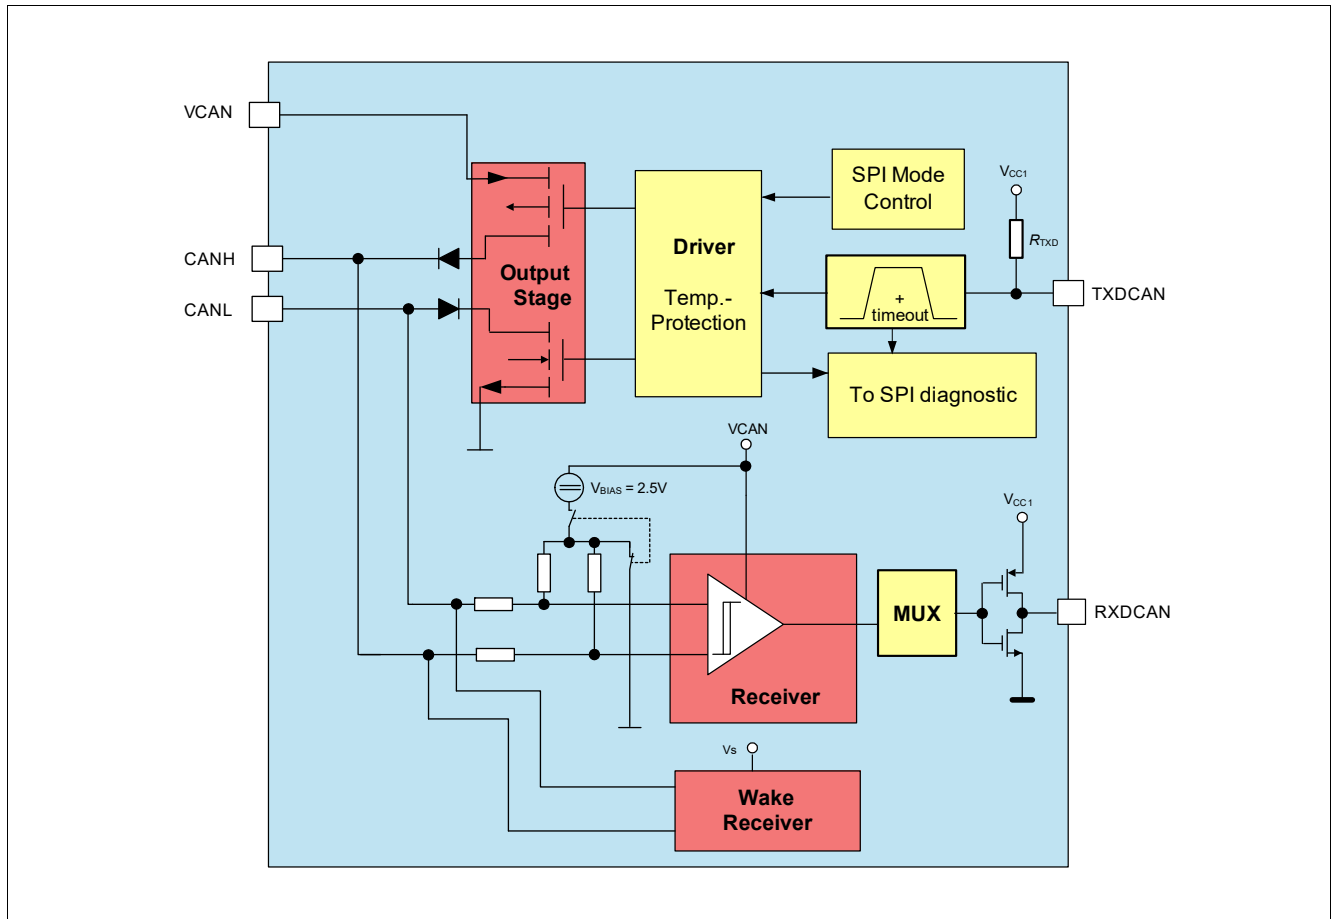 VCAN
SPI Mode
Control
VCC1
RTXD
Driver
Temp.-
Protection
CANH
Output
Stage
CANL
+
timeout
TXDCAN
To SPI diagnostic
VCAN
VBIAS = 2.5V
VCC1
MUX
RXDCAN
Receiver
Vs
Wake
Receiver